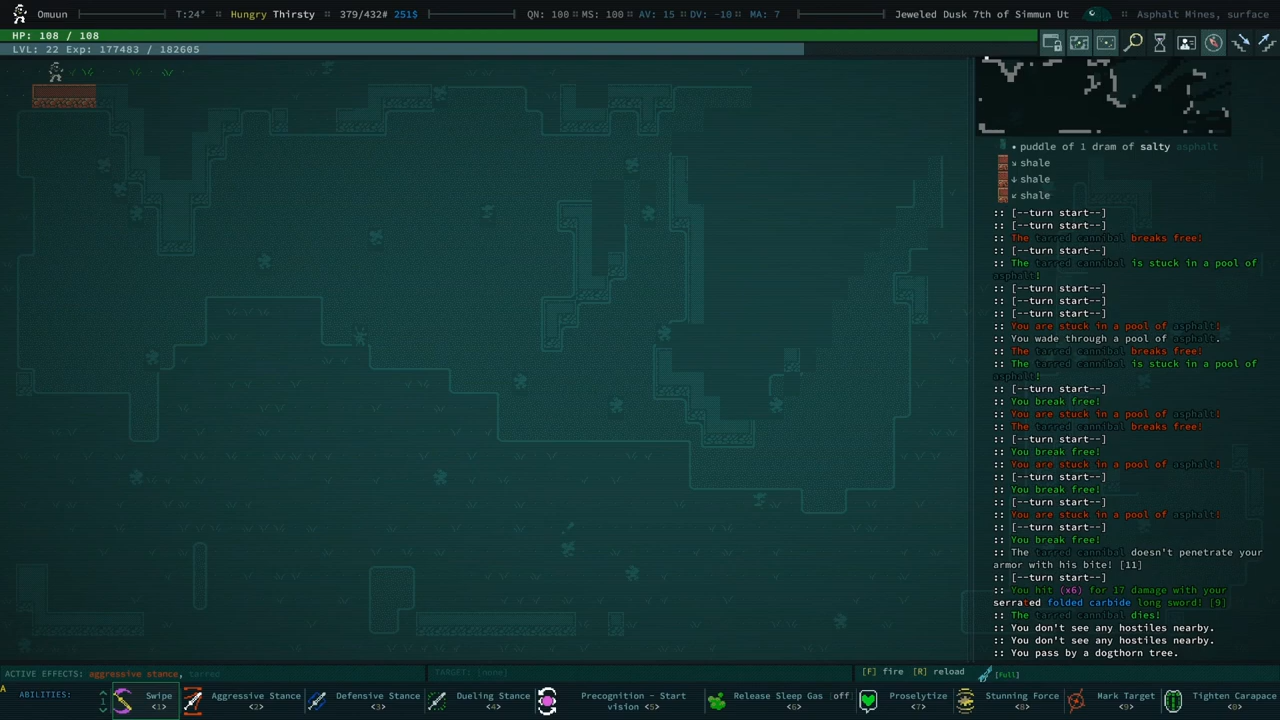 Omuun T:24° Hungry Thirsty 379/432# 251$ QN: 100 MS: 100 AV: 15 DV: -10 MA: 7 Jeweled Dusk 7th of Simmun Ut Asphalt Mines, surface
HP: 108 / 108
LVL: 22 Exp: 177483 / 182605
puddle of 1 dram of salty asphalt
shale
shale
shale
:: [--turn start--]
:: [--turn start--]
:: The tarred cannibal breaks free!
:: [--turn start--]
:: The tarred cannibal is stuck in a pool of
asphalt!
:: [--turn start--]
:: [--turn start--]
:: [--turn start--]
:: You are stuck in a pool of asphalt!
:: You wade through a pool of asphalt.
:: The tarred cannibal breaks free!
:: The tarred cannibal is stuck in a pool of
asphalt!
:: [--turn start--]
:: You break free!
:: You are stuck in a pool of asphalt!
:: The tarred cannibal breaks free!
:: [--turn start--]
:: You break free!
:: You are stuck in a pool of asphalt!
:: [--turn start--]
:: You break free!
:: [--turn start--]
:: You are stuck in a pool of asphalt!
:: [--turn start--]
:: You break free!
:: The tarred cannibal doesn't penetrate your
armor with his bite! [11]
:: [--turn start--]
:: You hit (x6) for 17 damage with your
serrated folded carbide long sword! [9]
:: The tarred cannibal dies!
:: You don't see any hostiles nearby.
:: You don't see any hostiles nearby.
:: You pass by a dogthorn tree.
ACTIVE EFFECTS: aggressive stance, tarred TARGET: (none) [F] fire [R] reload [Full]
A
ABILITIES: 1
Swipe <1>
Aggressive Stance <2>
Defensive Stance <3>
Dueling Stance <4>
Precognition - Start vision <5>
Release Sleep Gas off <6>
Proselytize <7>
Stunning Force <8>
Mark Target <9>
Tighten Carapace <0>